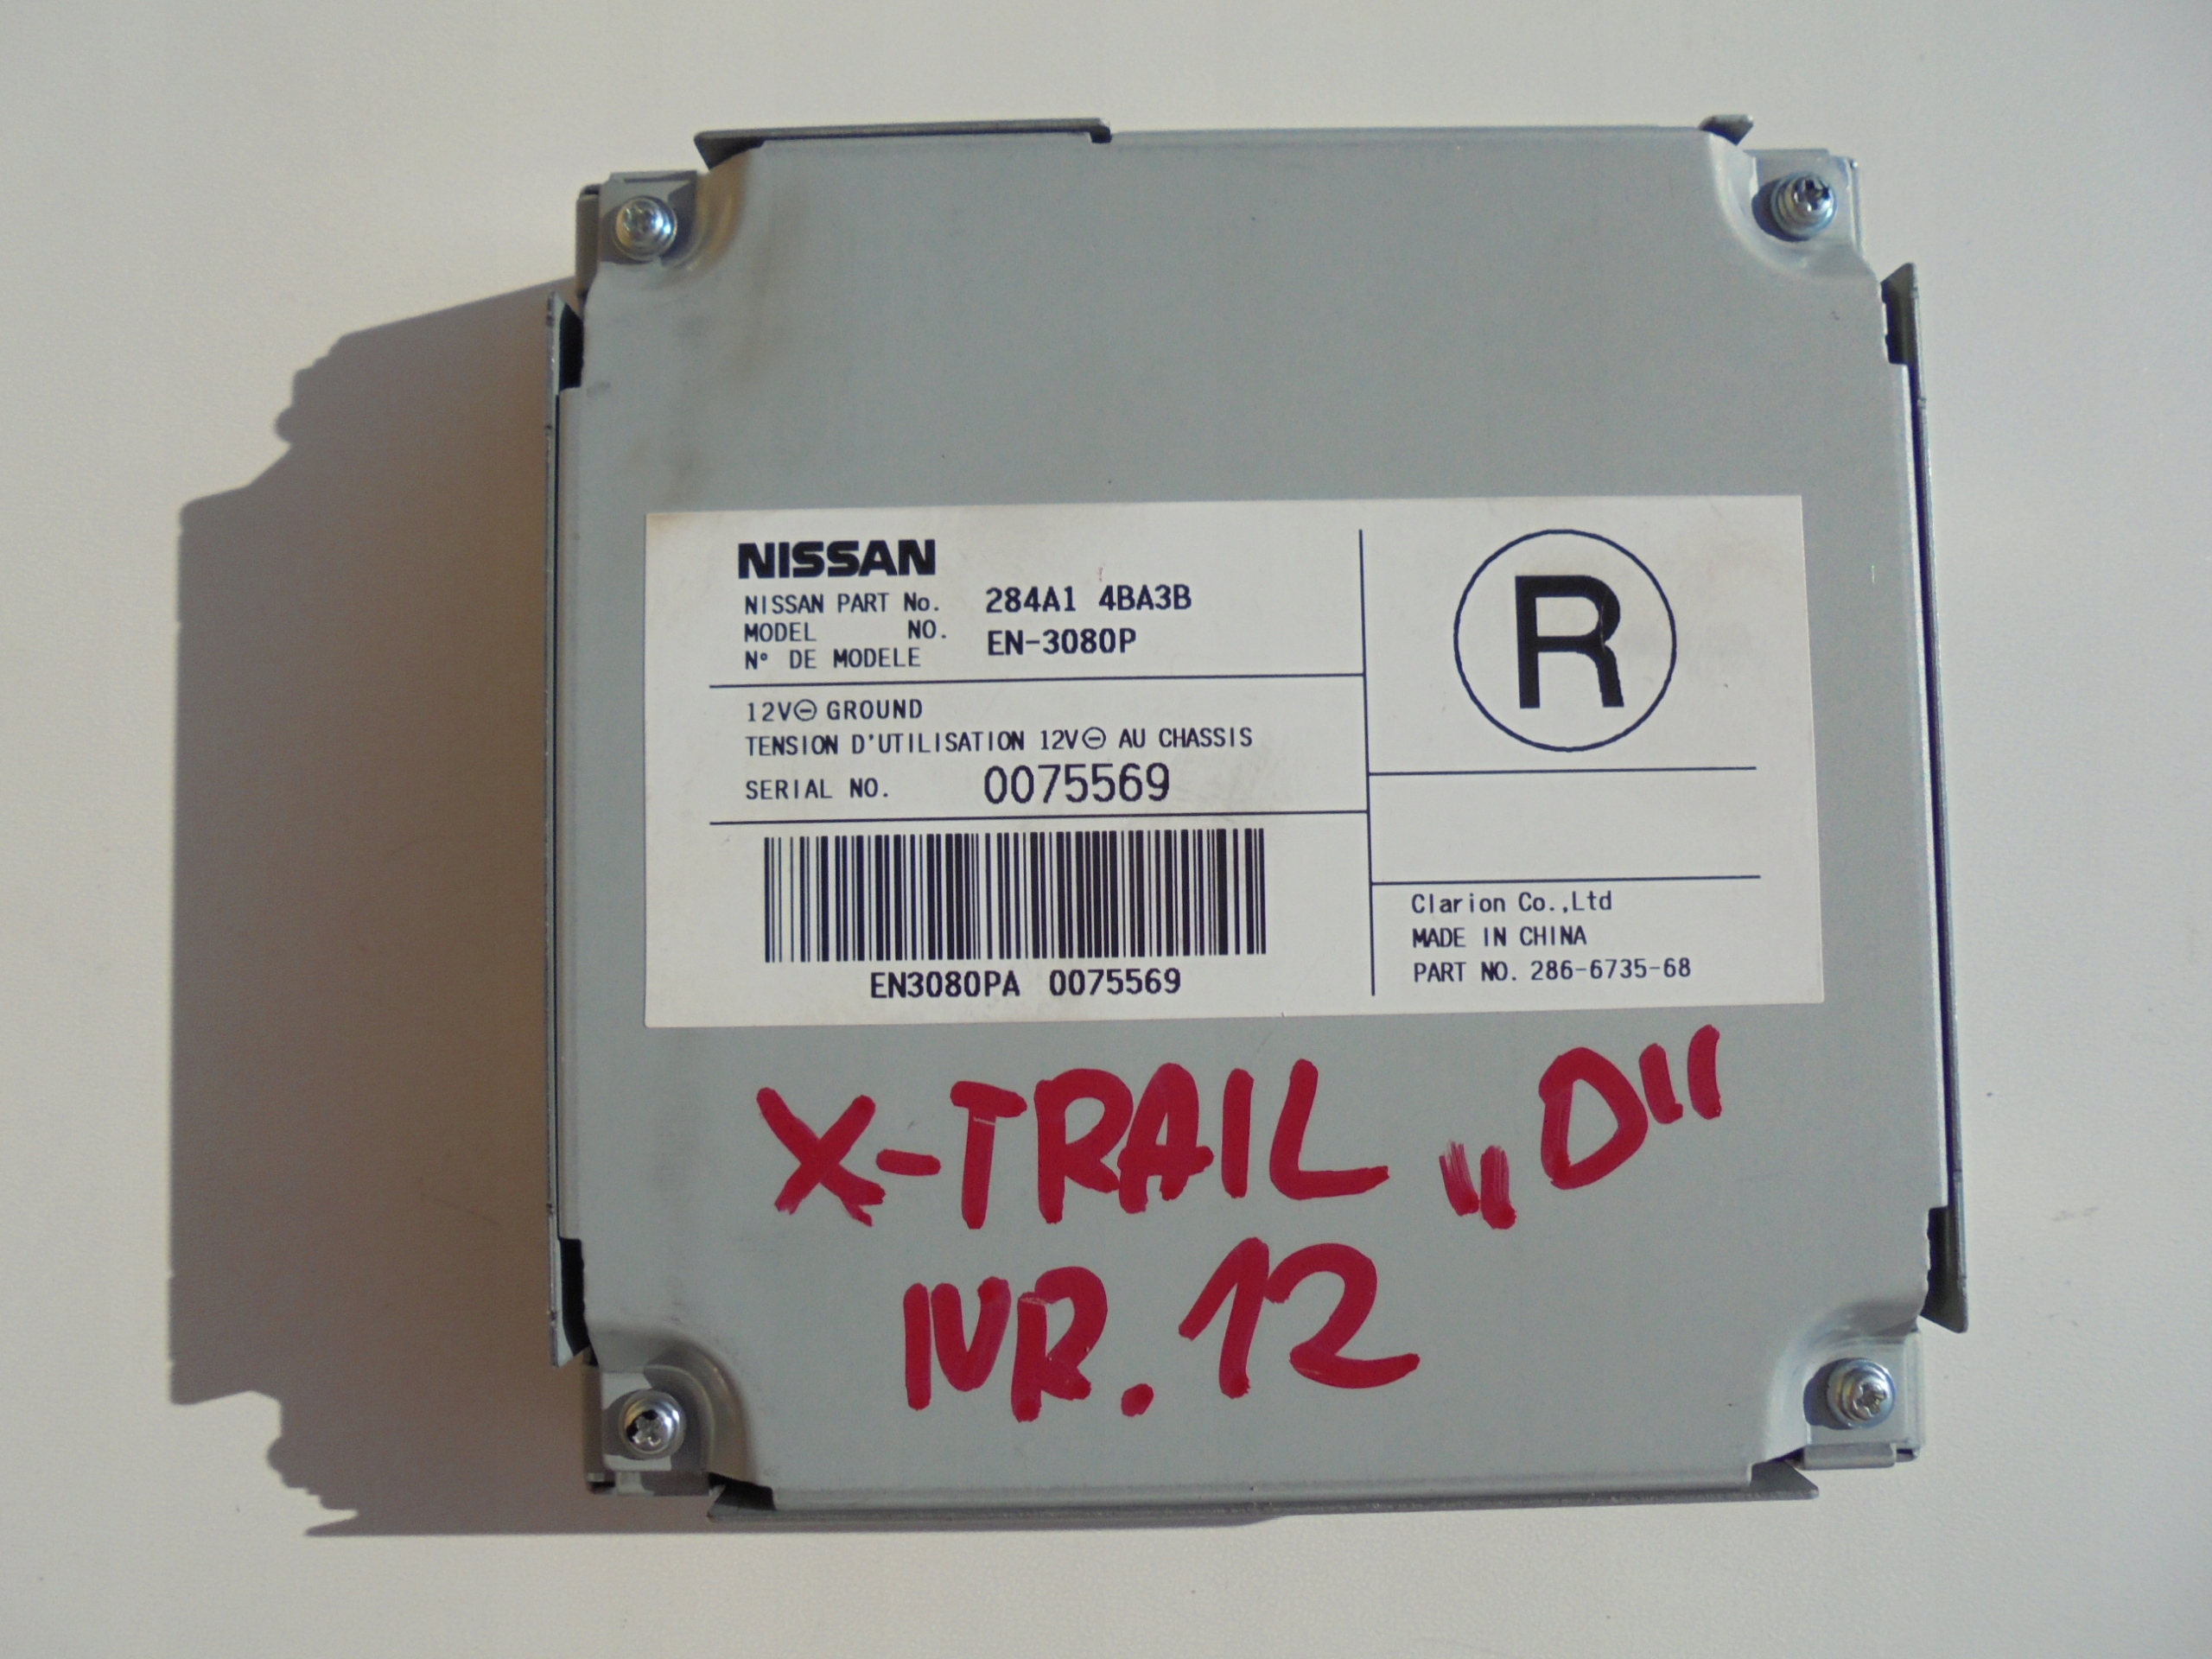 NISSAN
NISSAN PART No. 284A1 4BA3B
MODEL NO. EN-3080P
N° DE MODELE
12V⊖ GROUND
TENSION D'UTILISATION 12V⊖ AU CHASSIS
SERIAL NO. 0075569
EN3080PA 0075569
R
Clarion Co.,Ltd
MADE IN CHINA
PART NO. 286-6735-68
X-TRAIL „D"
NR.12